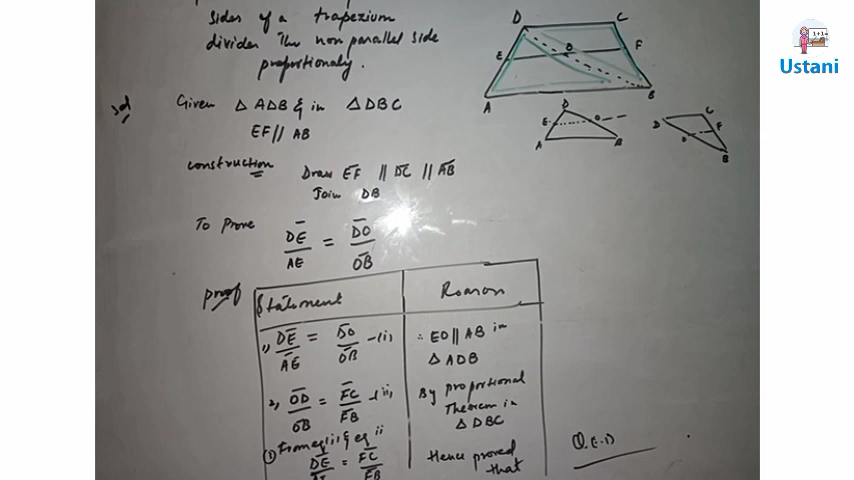 sides of a trapezium
divides the non parallel side
proportionaly.
D
C
E
O
F
A
B
1+1=
Ustani
Sol
Given Δ ADB & in Δ DBC
EF // AB
D
E
O
A
B
C
D
F
O
B
construction Draw EF // DC // AB
Join DB
To Prove
DE = DO
AE OB
proof
Statement
Reason
1, DE = DO -(i)
AE OB
∴ EO // AB in
Δ ADB
2, OD = FC -(ii)
OB FB
By proportional
Theorem in
Δ DBC
From eq i & eq ii
DE = FC
FB
Hence proved
that
Q.E.D